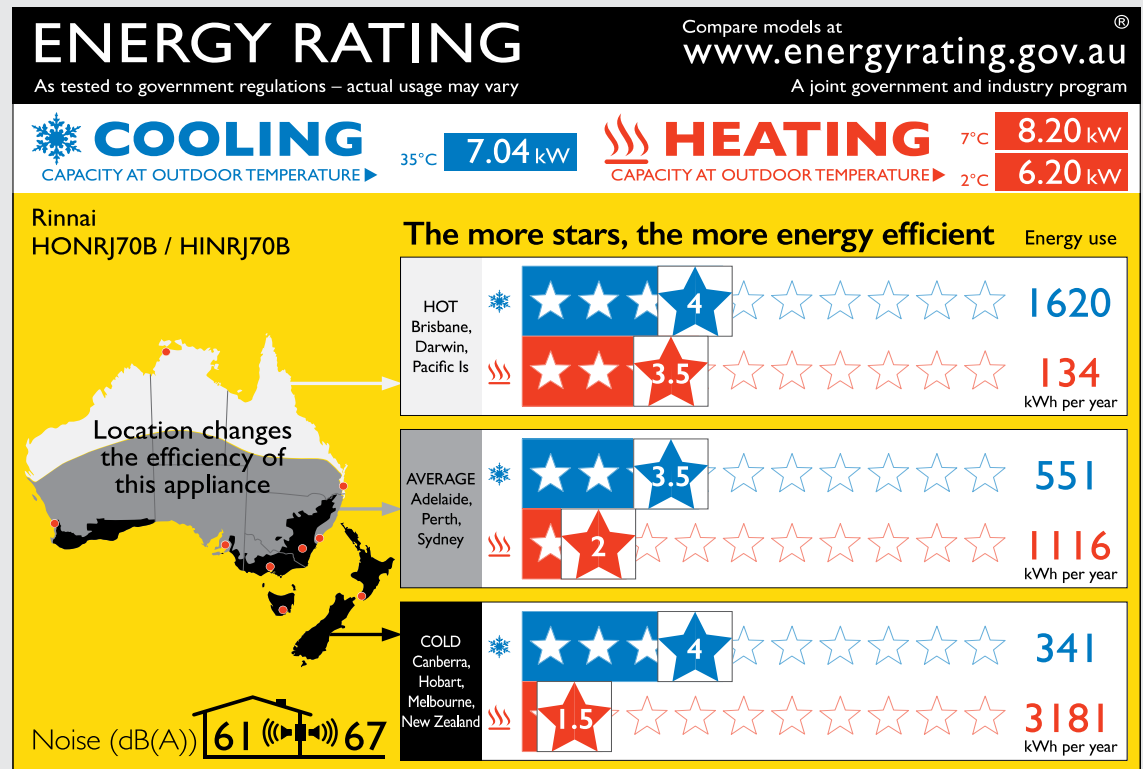 ENERGY RATING
As tested to government regulations – actual usage may vary
Compare models at
®
www.energyrating.gov.au
A joint government and industry program
COOLING
CAPACITY AT OUTDOOR TEMPERATURE
35°C 7.04 kW
HEATING
CAPACITY AT OUTDOOR TEMPERATURE
7°C 8.20 kW
2°C 6.20 kW
Rinnai
HONRJ70B / HINRJ70B
The more stars, the more energy efficient
Energy use
Location changes
the efficiency of
this appliance
HOT
Brisbane,
Darwin,
Pacific Is
4
1620
3.5
134
kWh per year
AVERAGE
Adelaide,
Perth,
Sydney
3.5
551
2
1116
kWh per year
COLD
Canberra,
Hobart,
Melbourne,
New Zealand
4
341
1.5
3181
kWh per year
Noise (dB(A)) 61 67